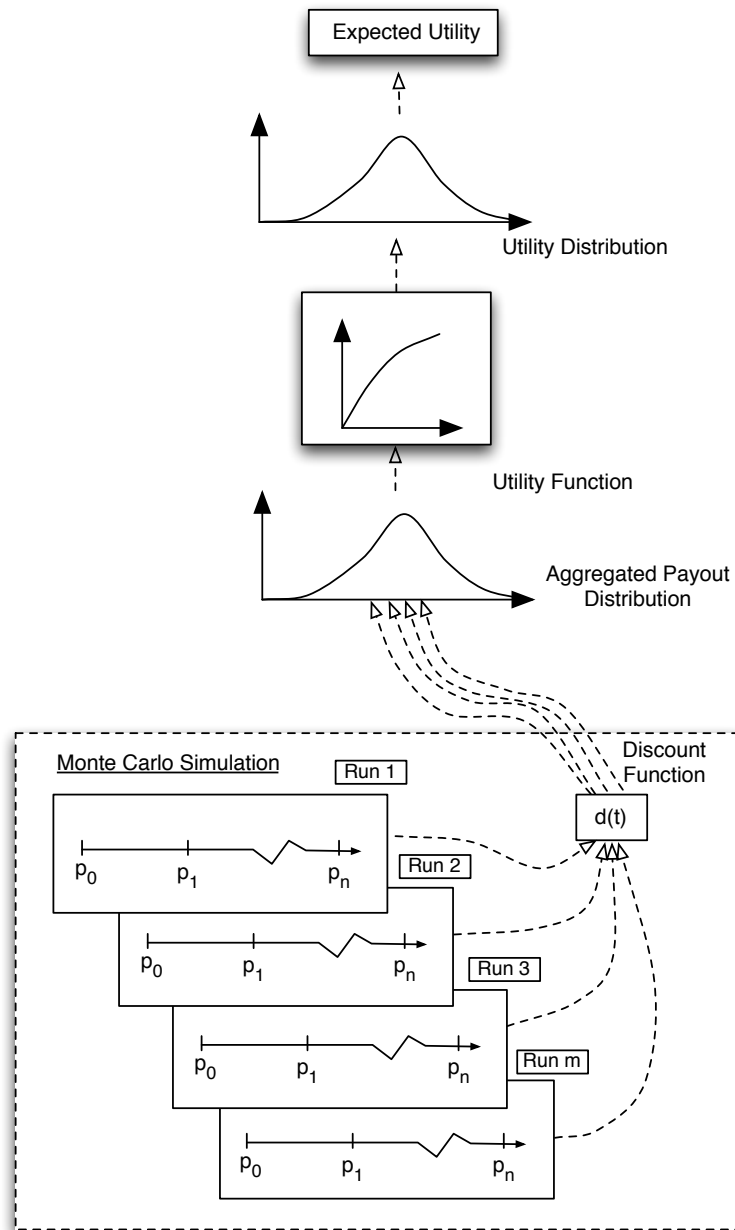 Expected Utility
Utility Distribution
Utility Function
Aggregated Payout
Distribution
Discount
Function
d(t)
Monte Carlo Simulation
Run 1
p₀ p₁ pₙ
Run 2
p₀ p₁ pₙ
Run 3
p₀ p₁ pₙ
Run m
p₀ p₁ pₙ